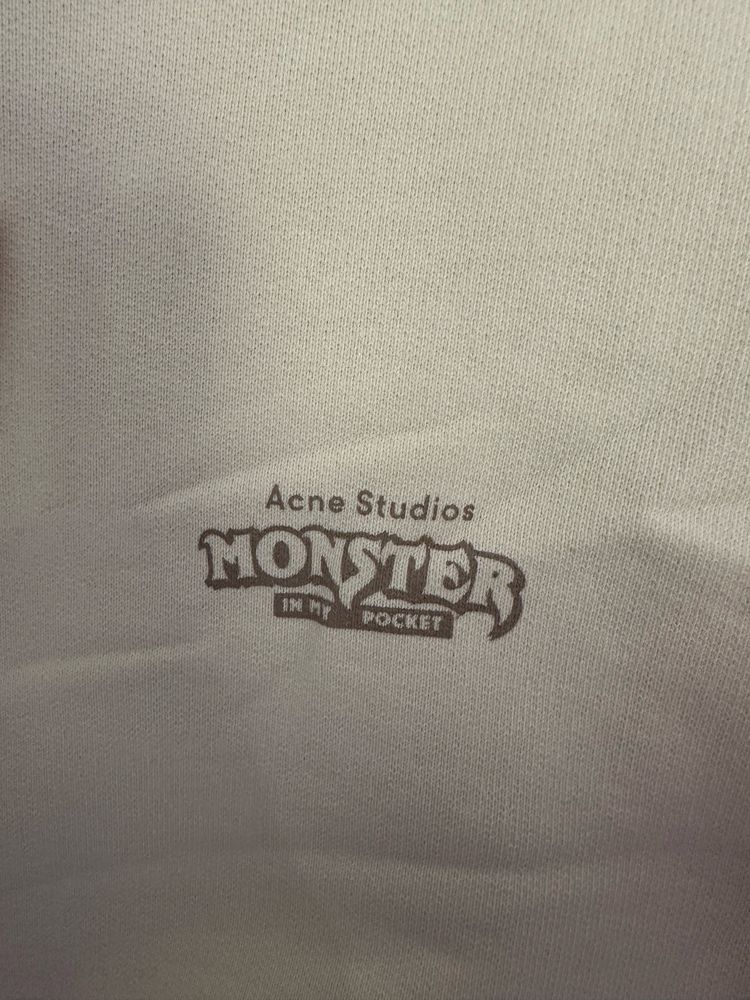 Acne Studios
MONSTER
IN MY POCKET